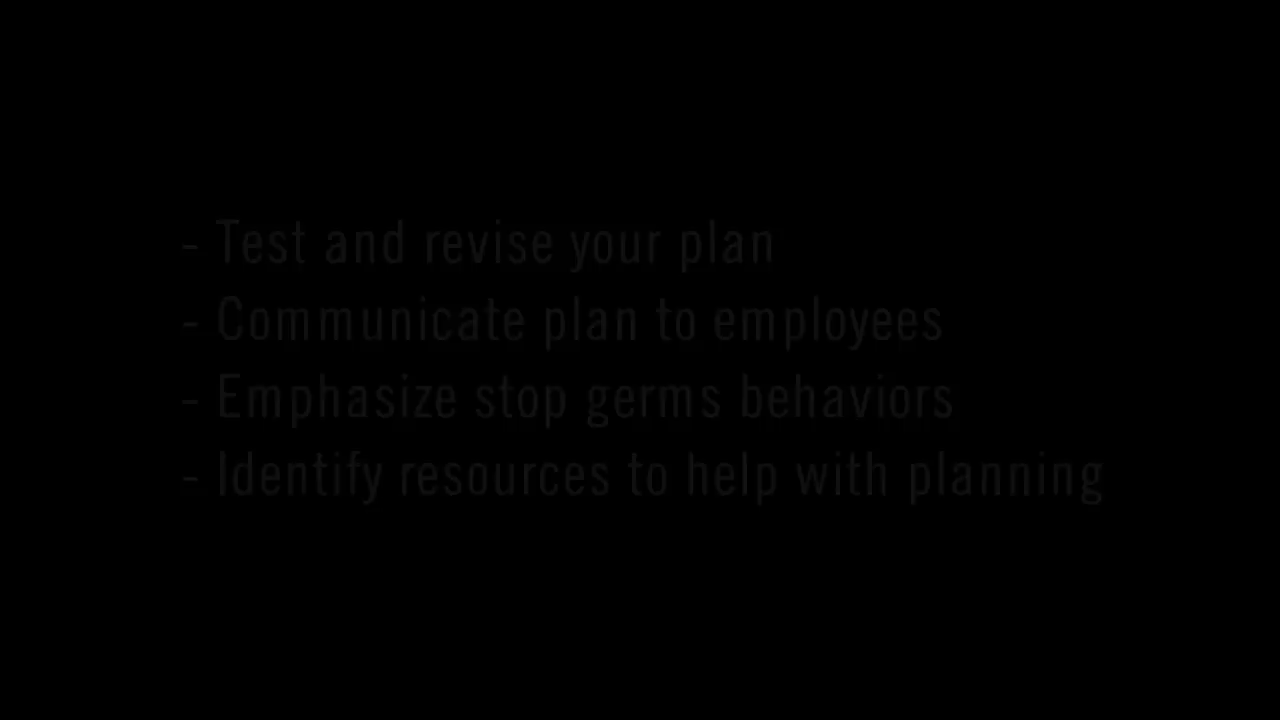 - Test and revise your plan
- Communicate plan to employees
- Emphasize stop germs behaviors
- Identify resources to help with planning